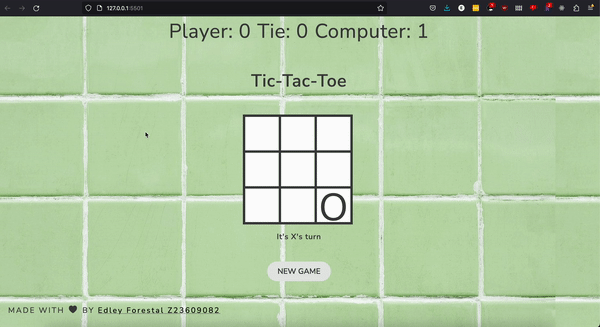 127.0.0.1:5501
Player: 0 Tie: 0 Computer: 1
Tic-Tac-Toe
O
It's X's turn
NEW GAME
MADE WITH 🖤 BY Edley Forestal Z23609082